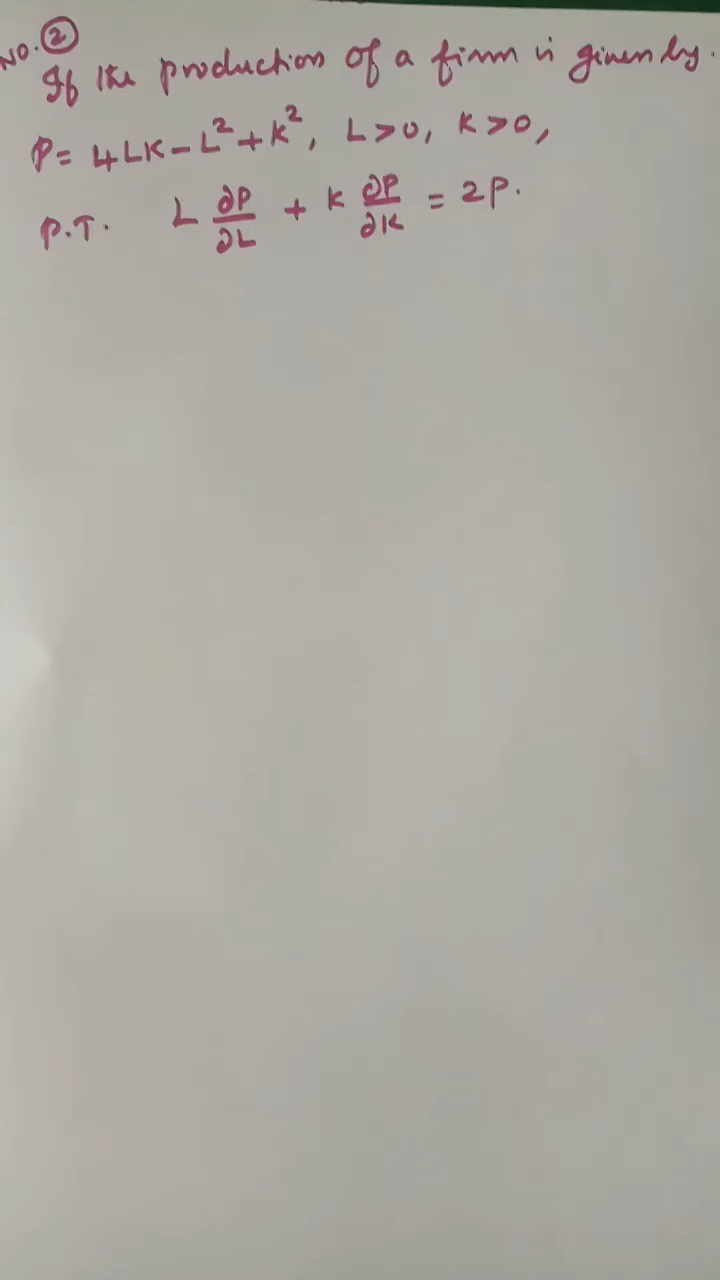 NO. ②
If the production of a firm is given by.
P = 4LK - L² + K², L > 0, K > 0,
P.T. L ∂P/∂L + K ∂P/∂K = 2P.